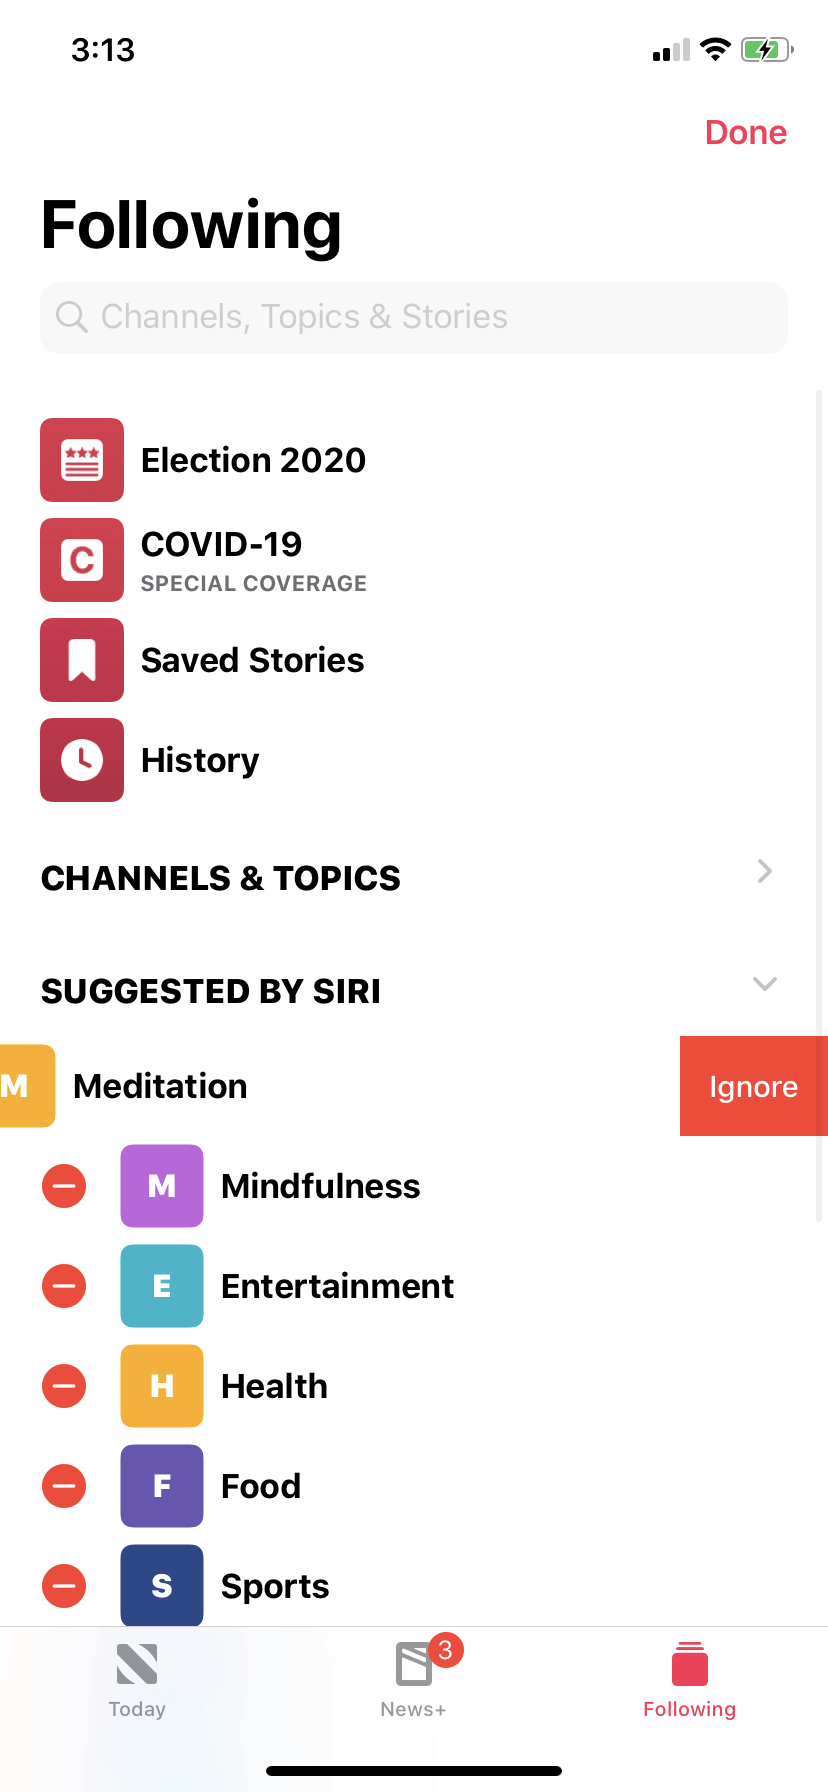 3:13
Done
Following
Channels, Topics & Stories
Election 2020
C
COVID-19
SPECIAL COVERAGE
Saved Stories
History
CHANNELS & TOPICS
SUGGESTED BY SIRI
M Meditation
Ignore
M Mindfulness
E Entertainment
H Health
F Food
S Sports
3
Today
News+
Following